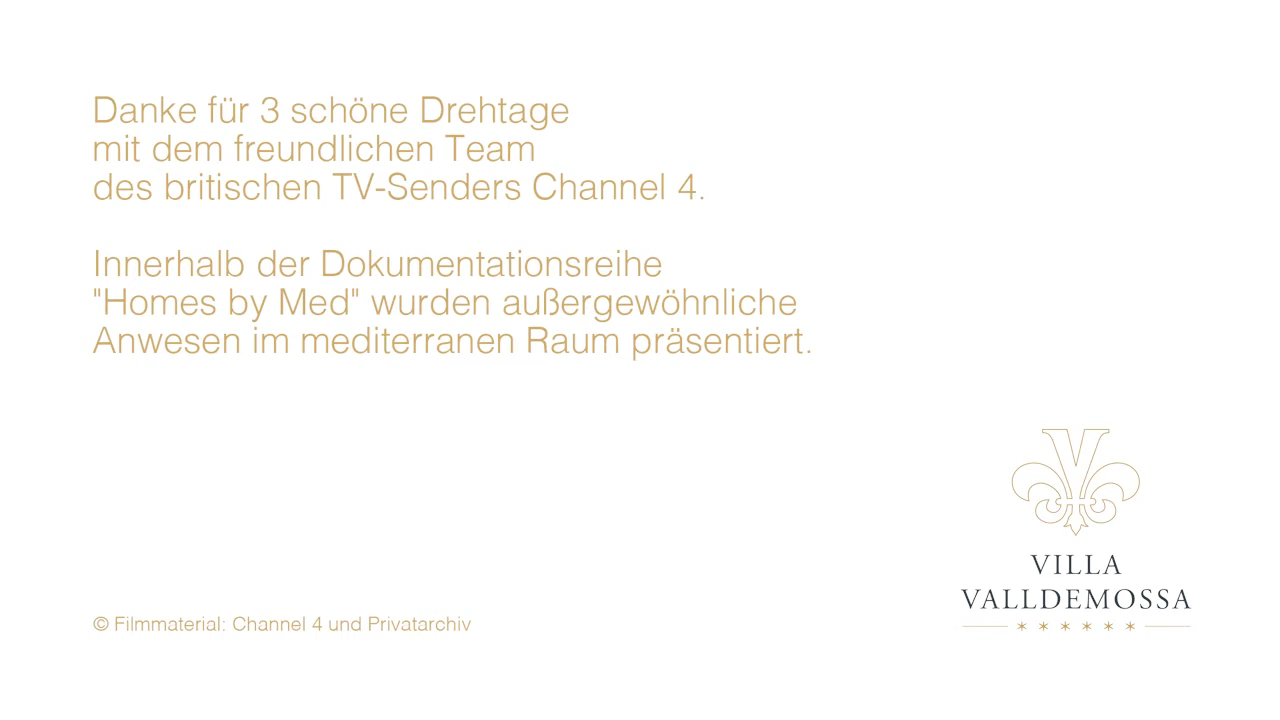 Danke für 3 schöne Drehtage
mit dem freundlichen Team
des britischen TV-Senders Channel 4.
Innerhalb der Dokumentationsreihe
"Homes by Med" wurden außergewöhnliche
Anwesen im mediterranen Raum präsentiert.
VILLA
VALLDEMOSSA
© Filmmaterial: Channel 4 und Privatarchiv